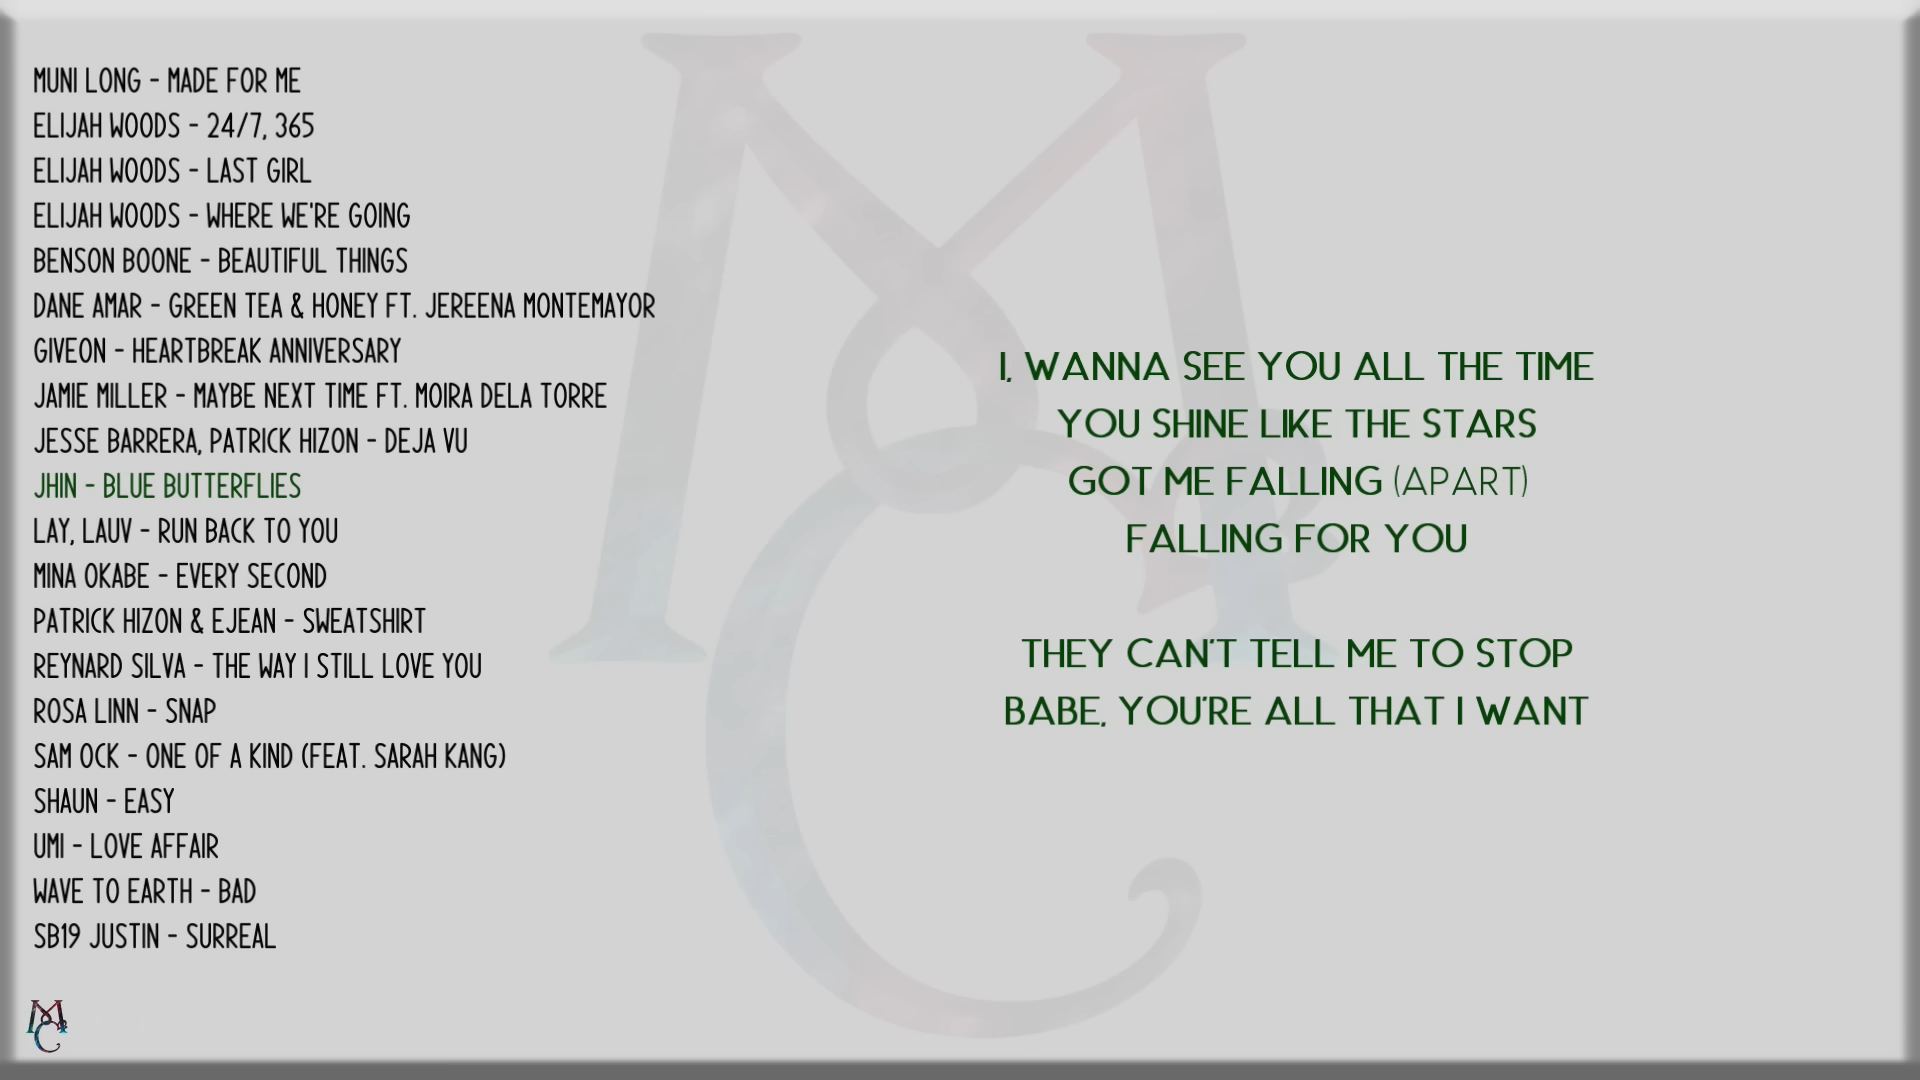 MUNI LONG - MADE FOR ME
ELIJAH WOODS - 24/7, 365
ELIJAH WOODS - LAST GIRL
ELIJAH WOODS - WHERE WE'RE GOING
BENSON BOONE - BEAUTIFUL THINGS
DANE AMAR - GREEN TEA & HONEY FT. JEREENA MONTEMAYOR
GIVEON - HEARTBREAK ANNIVERSARY
JAMIE MILLER - MAYBE NEXT TIME FT. MOIRA DELA TORRE
JESSE BARRERA, PATRICK HIZON - DEJA VU
JHIN - BLUE BUTTERFLIES
LAY, LAUV - RUN BACK TO YOU
MINA OKABE - EVERY SECOND
PATRICK HIZON & EJEAN - SWEATSHIRT
REYNARD SILVA - THE WAY I STILL LOVE YOU
ROSA LINN - SNAP
SAM OCK - ONE OF A KIND (FEAT. SARAH KANG)
SHAUN - EASY
UMI - LOVE AFFAIR
WAVE TO EARTH - BAD
SB19 JUSTIN - SURREAL
I, WANNA SEE YOU ALL THE TIME
YOU SHINE LIKE THE STARS
GOT ME FALLING (APART)
FALLING FOR YOU
THEY CAN'T TELL ME TO STOP
BABE, YOU'RE ALL THAT I WANT
MC